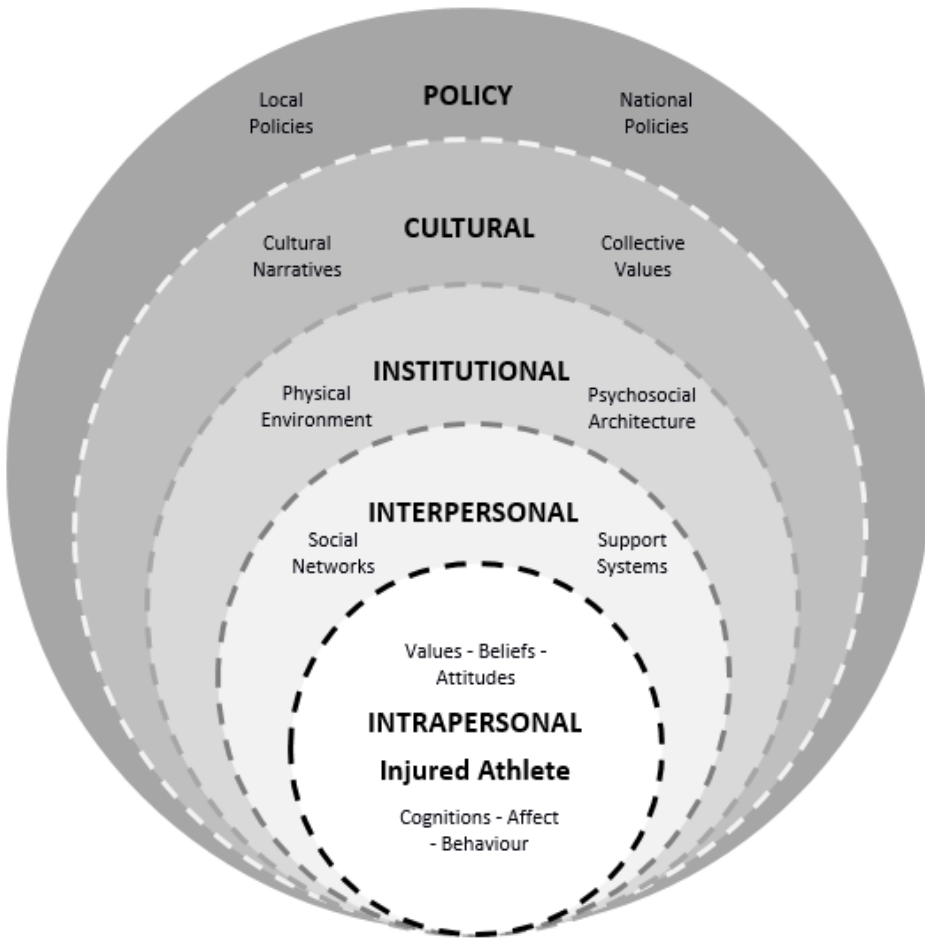 POLICY
Local
Policies
National
Policies
CULTURAL
Cultural
Narratives
Collective
Values
INSTITUTIONAL
Physical
Environment
Psychosocial
Architecture
INTERPERSONAL
Social
Networks
Support
Systems
Values - Beliefs -
Attitudes
INTRAPERSONAL
Injured Athlete
Cognitions - Affect
- Behaviour